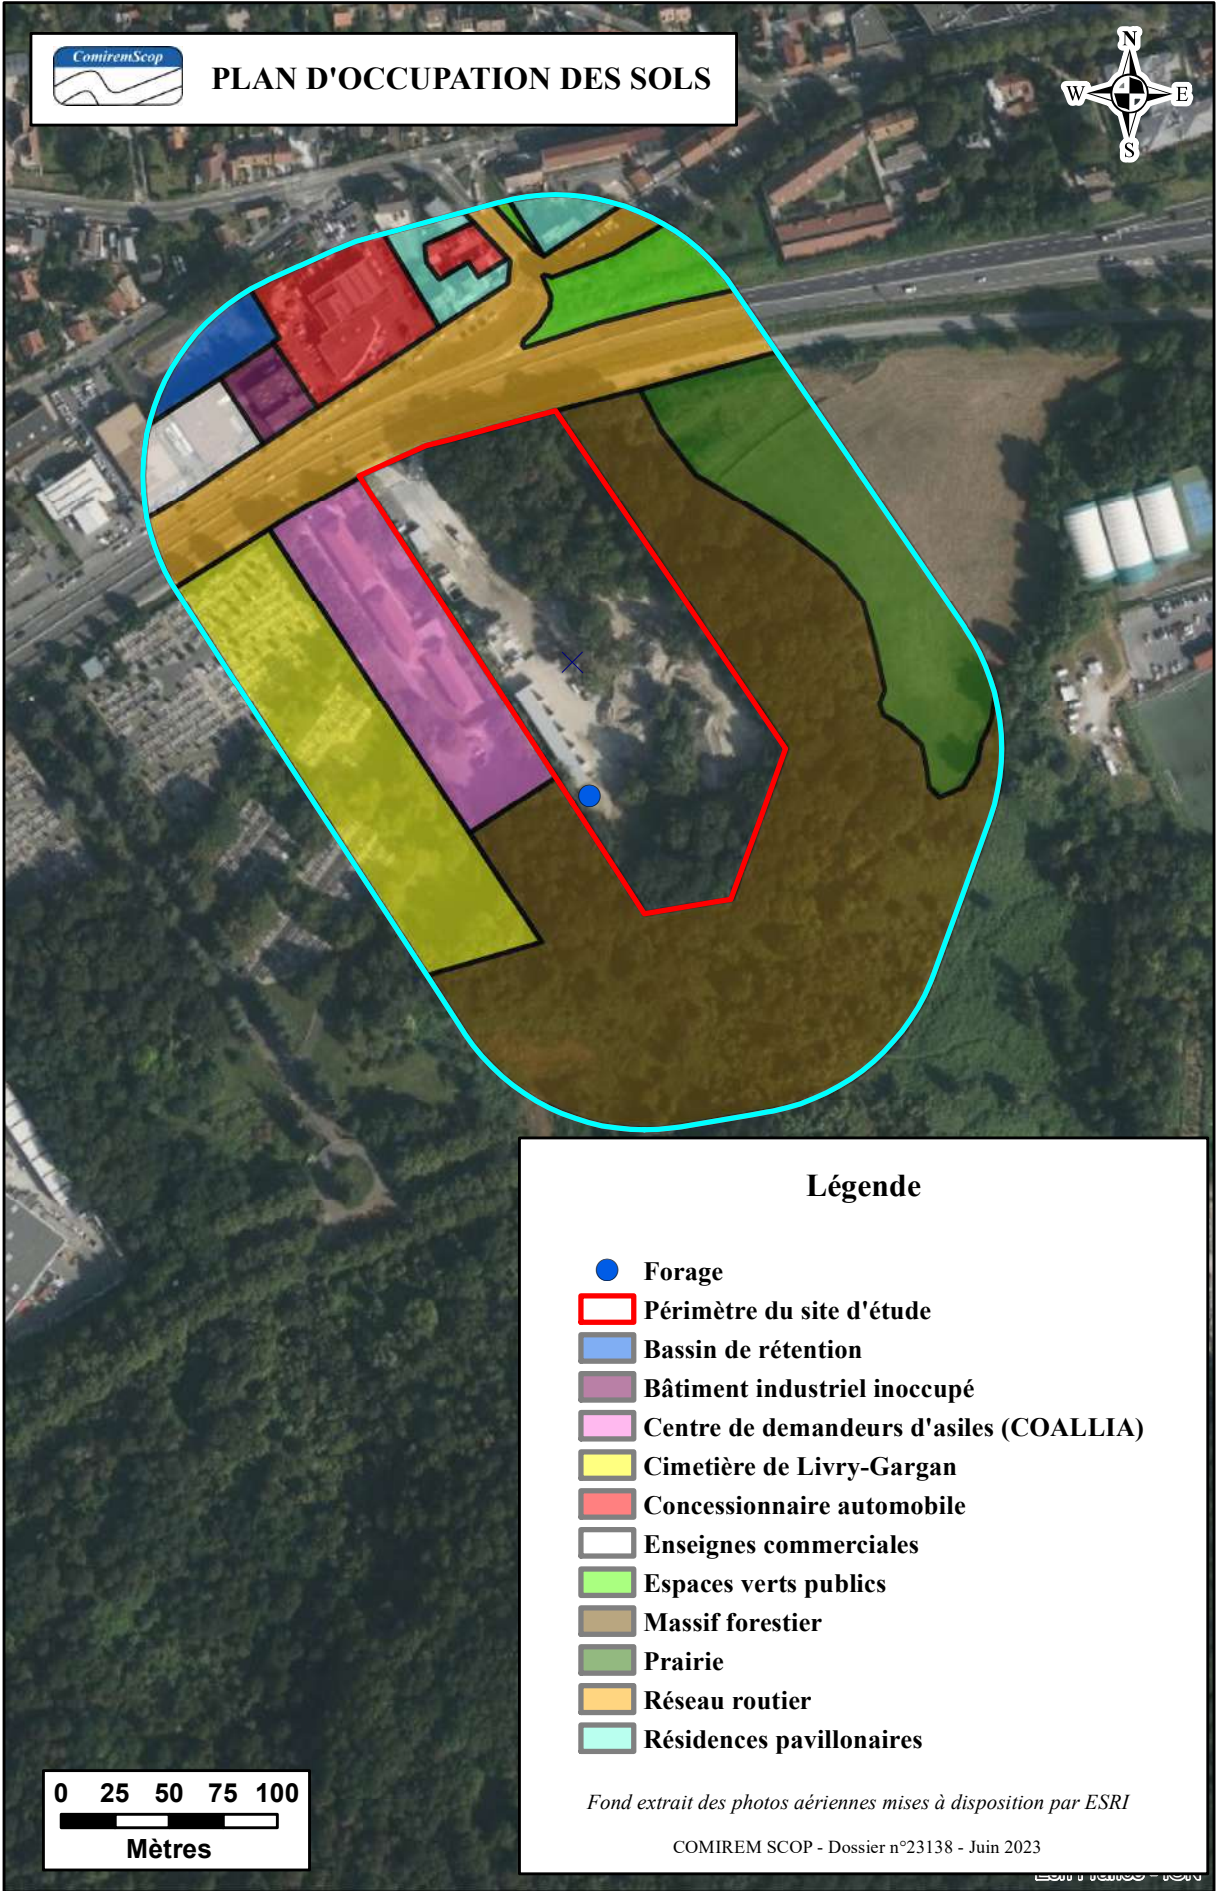 ComiremScop
PLAN D'OCCUPATION DES SOLS
N
W E
S
Légende
Forage
Périmètre du site d'étude
Bassin de rétention
Bâtiment industriel inoccupé
Centre de demandeurs d'asiles (COALLIA)
Cimetière de Livry-Gargan
Concessionnaire automobile
Enseignes commerciales
Espaces verts publics
Massif forestier
Prairie
Réseau routier
Résidences pavillonaires
0 25 50 75 100
Mètres
Fond extrait des photos aériennes mises à disposition par ESRI
COMIREM SCOP - Dossier n°23138 - Juin 2023